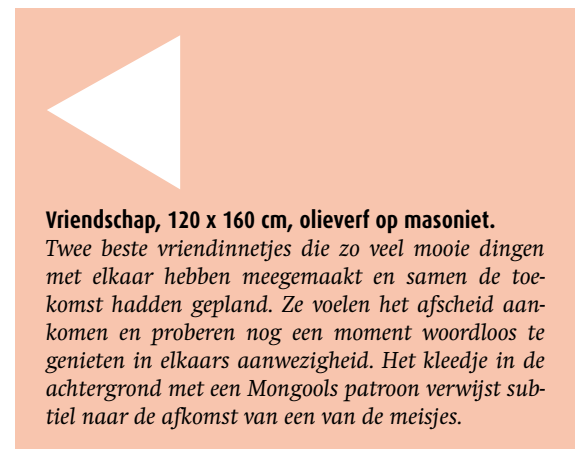 Vriendschap, 120 x 160 cm, olieverf op masoniet.
Twee beste vriendinnetjes die zo veel mooie dingen
met elkaar hebben meegemaakt en samen de toe-
komst hadden gepland. Ze voelen het afscheid aan-
komen en proberen nog een moment woordloos te
genieten in elkaars aanwezigheid. Het kleedje in de
achtergrond met een Mongools patroon verwijst sub-
tiel naar de afkomst van een van de meisjes.